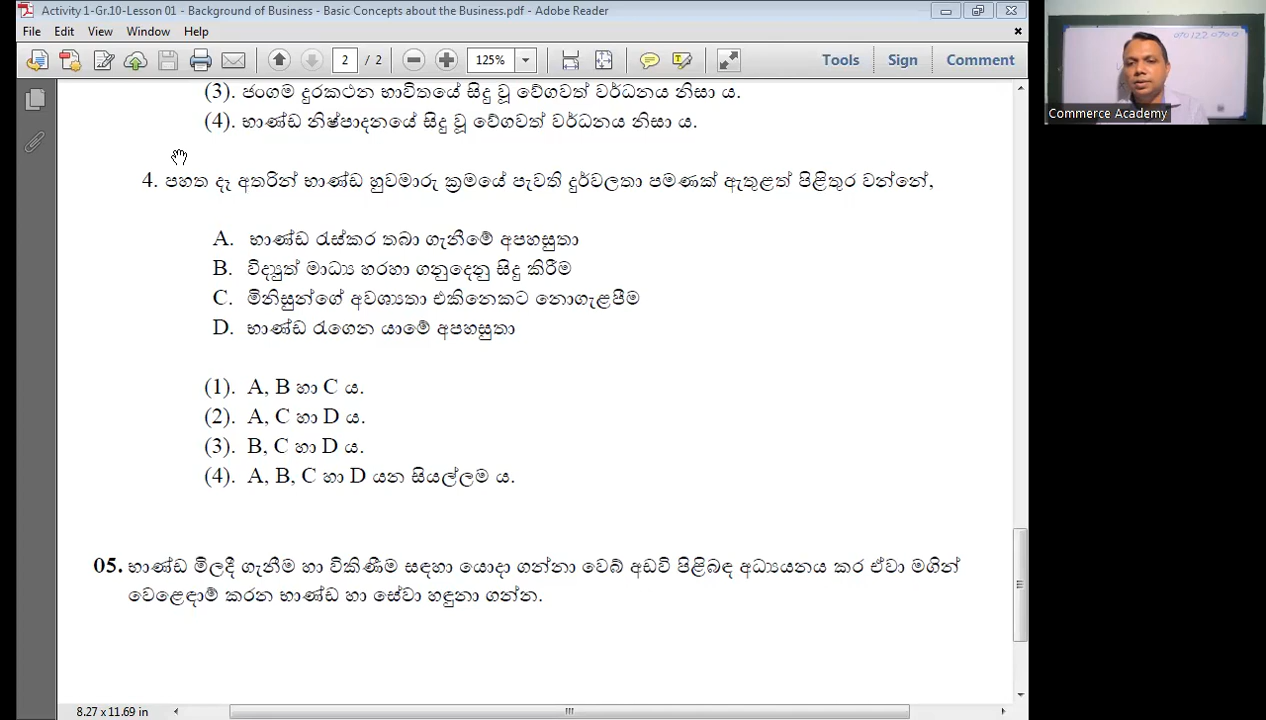 Activity 1-Gr.10-Lesson 01 - Background of Business - Basic Concepts about the Business.pdf - Adobe Reader
File Edit View Window Help
2 / 2 125% Tools Sign Comment
070122 0700
Commerce Academy
(3). ජංගම දුරකථන භාවිතයේ සිදු වූ වේගවත් වර්ධනය නිසා ය.
(4). භාණ්ඩ නිෂ්පාදනයේ සිදු වූ වේගවත් වර්ධනය නිසා ය.
4. පහත දෑ අතරින් භාණ්ඩ හුවමාරු ක්‍රමයේ පැවති දුර්වලතා පමණක් ඇතුළත් පිළිතුර වන්නේ,
A. භාණ්ඩ රැස්කර තබා ගැනීමේ අපහසුතා
B. විද්‍යුත් මාධ්‍ය හරහා ගනුදෙනු සිදු කිරීම
C. මිනිසුන්ගේ අවශ්‍යතා එකිනෙකට නොගැළපීම
D. භාණ්ඩ රැගෙන යාමේ අපහසුතා
(1). A, B හා C ය.
(2). A, C හා D ය.
(3). B, C හා D ය.
(4). A, B, C හා D යන සියල්ලම ය.
05. භාණ්ඩ මිලදී ගැනීම හා විකිණීම සඳහා යොදා ගන්නා වෙබ් අඩවි පිළිබඳ අධ්‍යයනය කර ඒවා මගින්
වෙළෙඳාම් කරන භාණ්ඩ හා සේවා හඳුනා ගන්න.
8.27 x 11.69 in